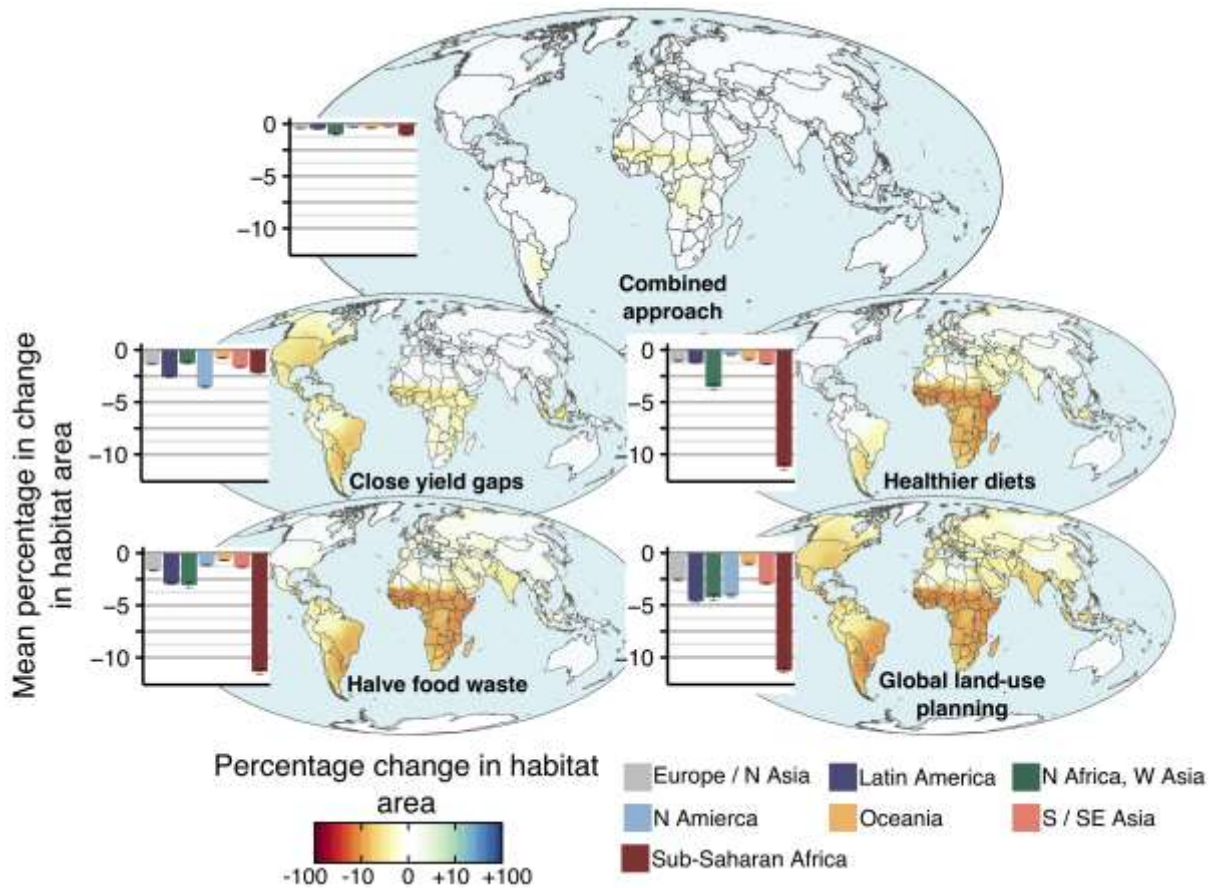 0
−5
−10
Combined
approach
Mean percentage in change
in habitat area
0
−5
−10
Close yield gaps
0
−5
−10
Healthier diets
0
−5
−10
Halve food waste
0
−5
−10
Global land-use
planning
Percentage change in habitat
area
-100 -10 0 +10 +100
Europe / N Asia Latin America N Africa, W Asia
N Amierca Oceania S / SE Asia
Sub-Saharan Africa